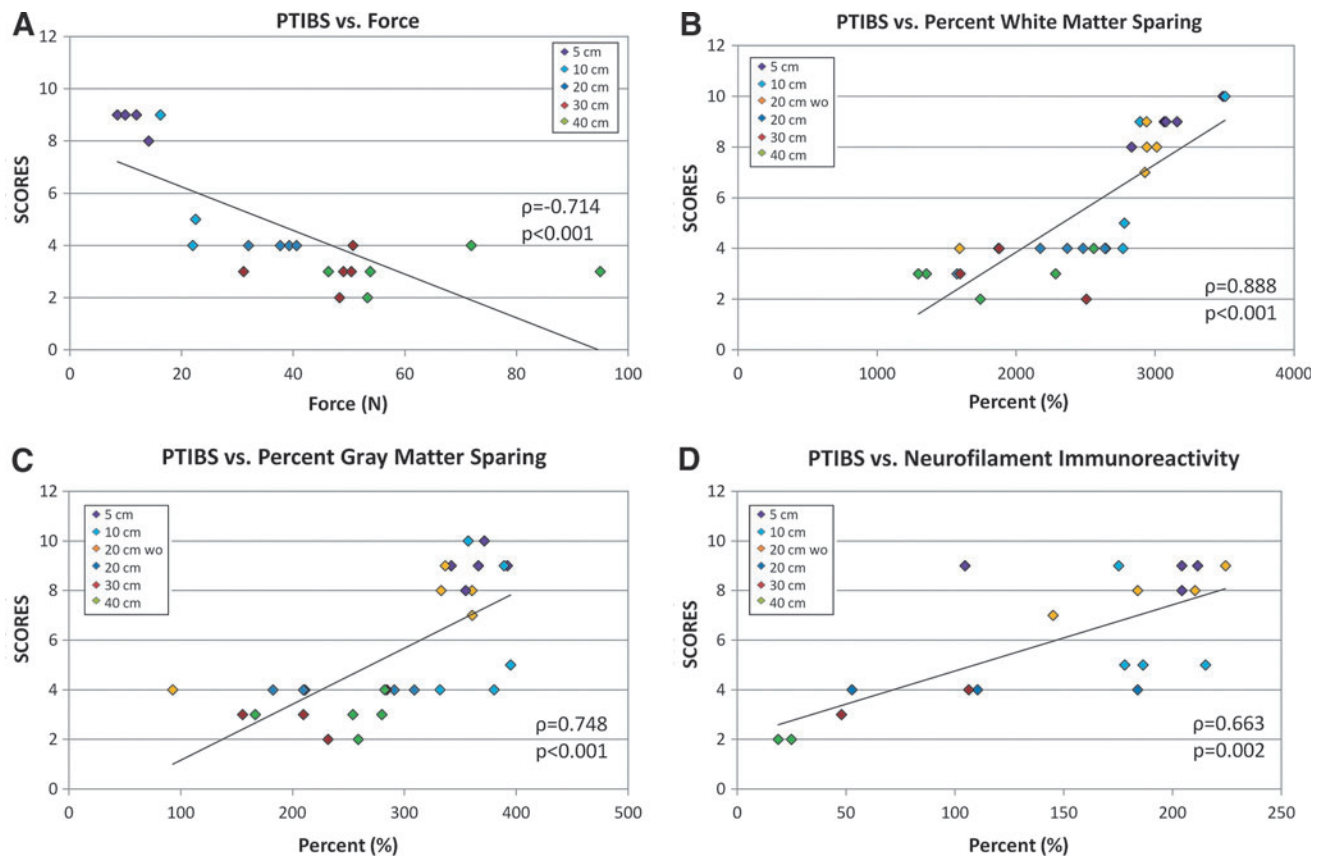 A
PTIBS vs. Force
12
10
8
6
4
2
0
SCORES
5 cm
10 cm
20 cm
30 cm
40 cm
ρ=-0.714
p<0.001
0 20 40 60 80 100
Force (N)
B
PTIBS vs. Percent White Matter Sparing
12
10
8
6
4
2
0
SCORES
5 cm
10 cm
20 cm wo
20 cm
30 cm
40 cm
ρ=0.888
p<0.001
0 1000 2000 3000 4000
Percent (%)
C
PTIBS vs. Percent Gray Matter Sparing
12
10
8
6
4
2
0
SCORES
5 cm
10 cm
20 cm wo
20 cm
30 cm
40 cm
ρ=0.748
p<0.001
0 100 200 300 400 500
Percent (%)
D
PTIBS vs. Neurofilament Immunoreactivity
12
10
8
6
4
2
0
SCORES
5 cm
10 cm
20 cm wo
20 cm
30 cm
40 cm
ρ=0.663
p=0.002
0 50 100 150 200 250
Percent (%)